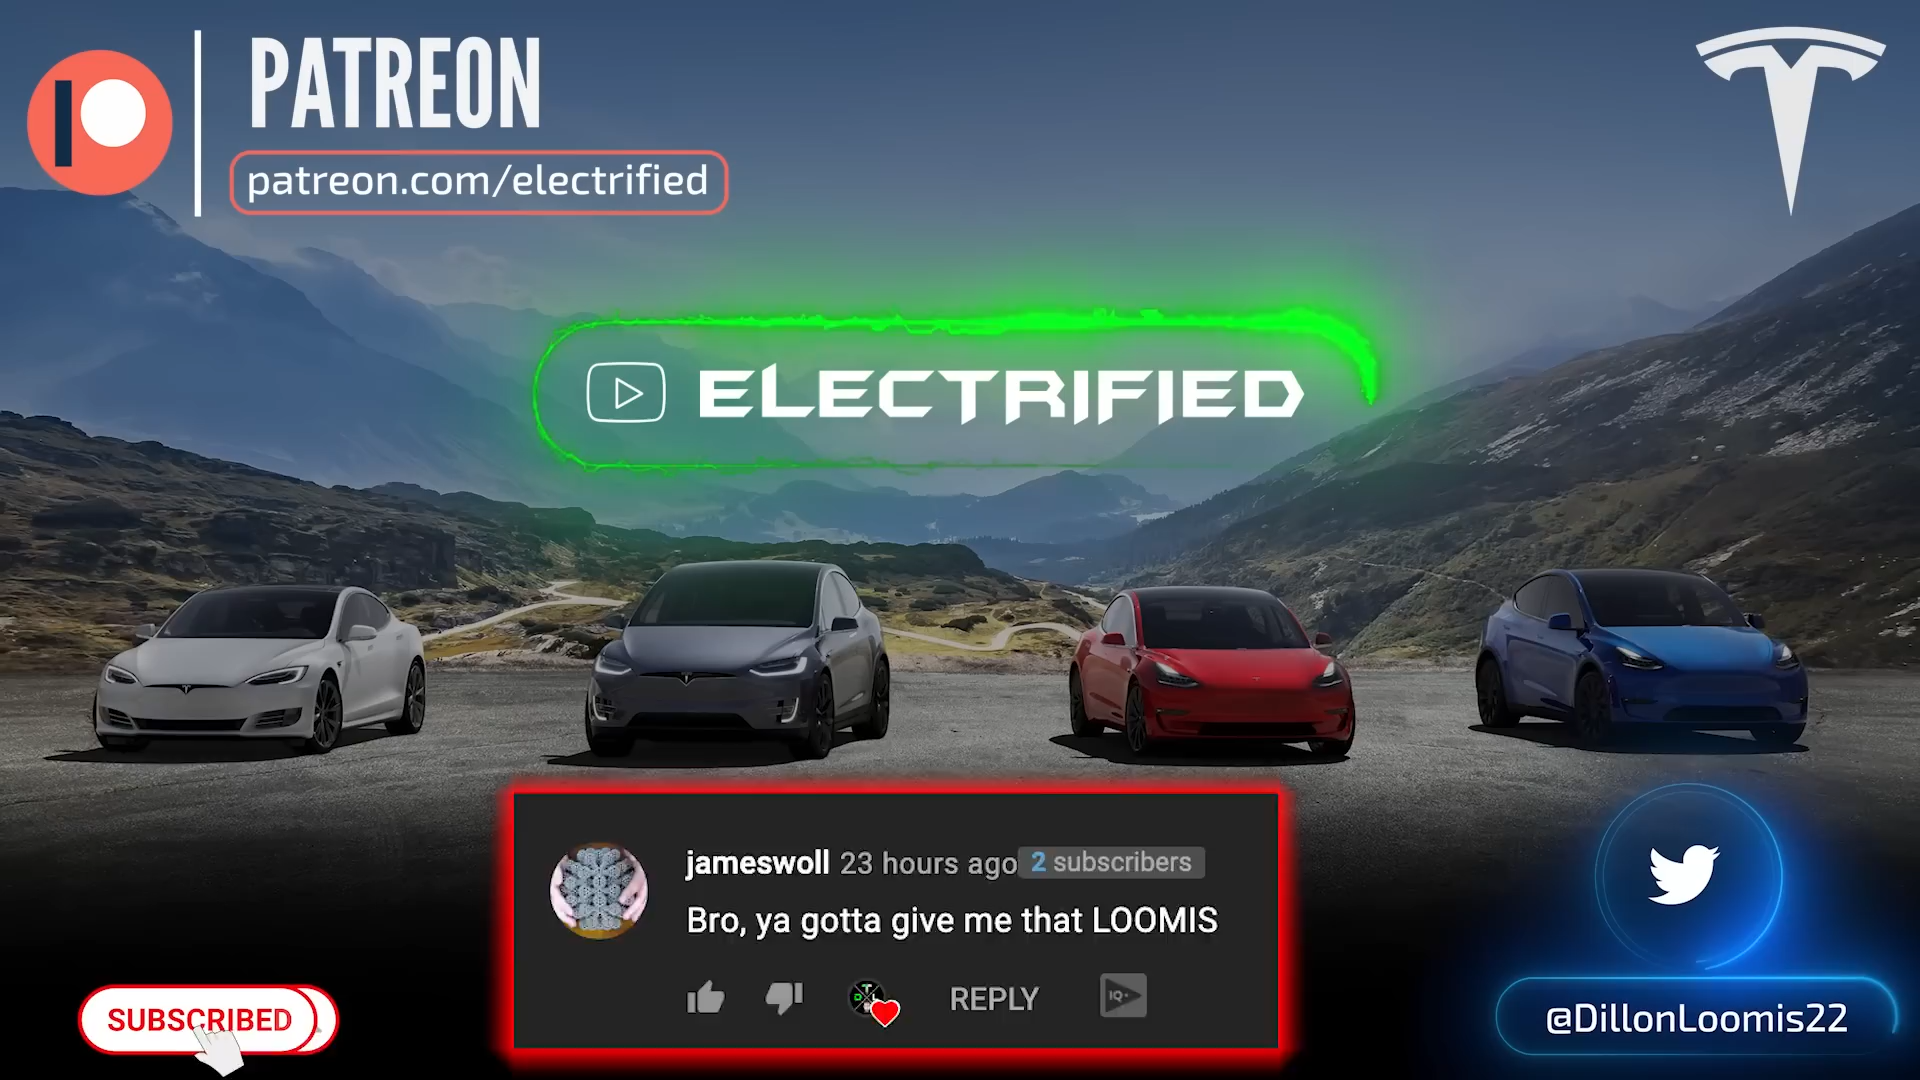 PATREON
patreon.com/electrified
ELECTRIFIED
jameswoll 23 hours ago 2 subscribers
Bro, ya gotta give me that LOOMIS
REPLY
IQ
SUBSCRIBED
@DillonLoomis22